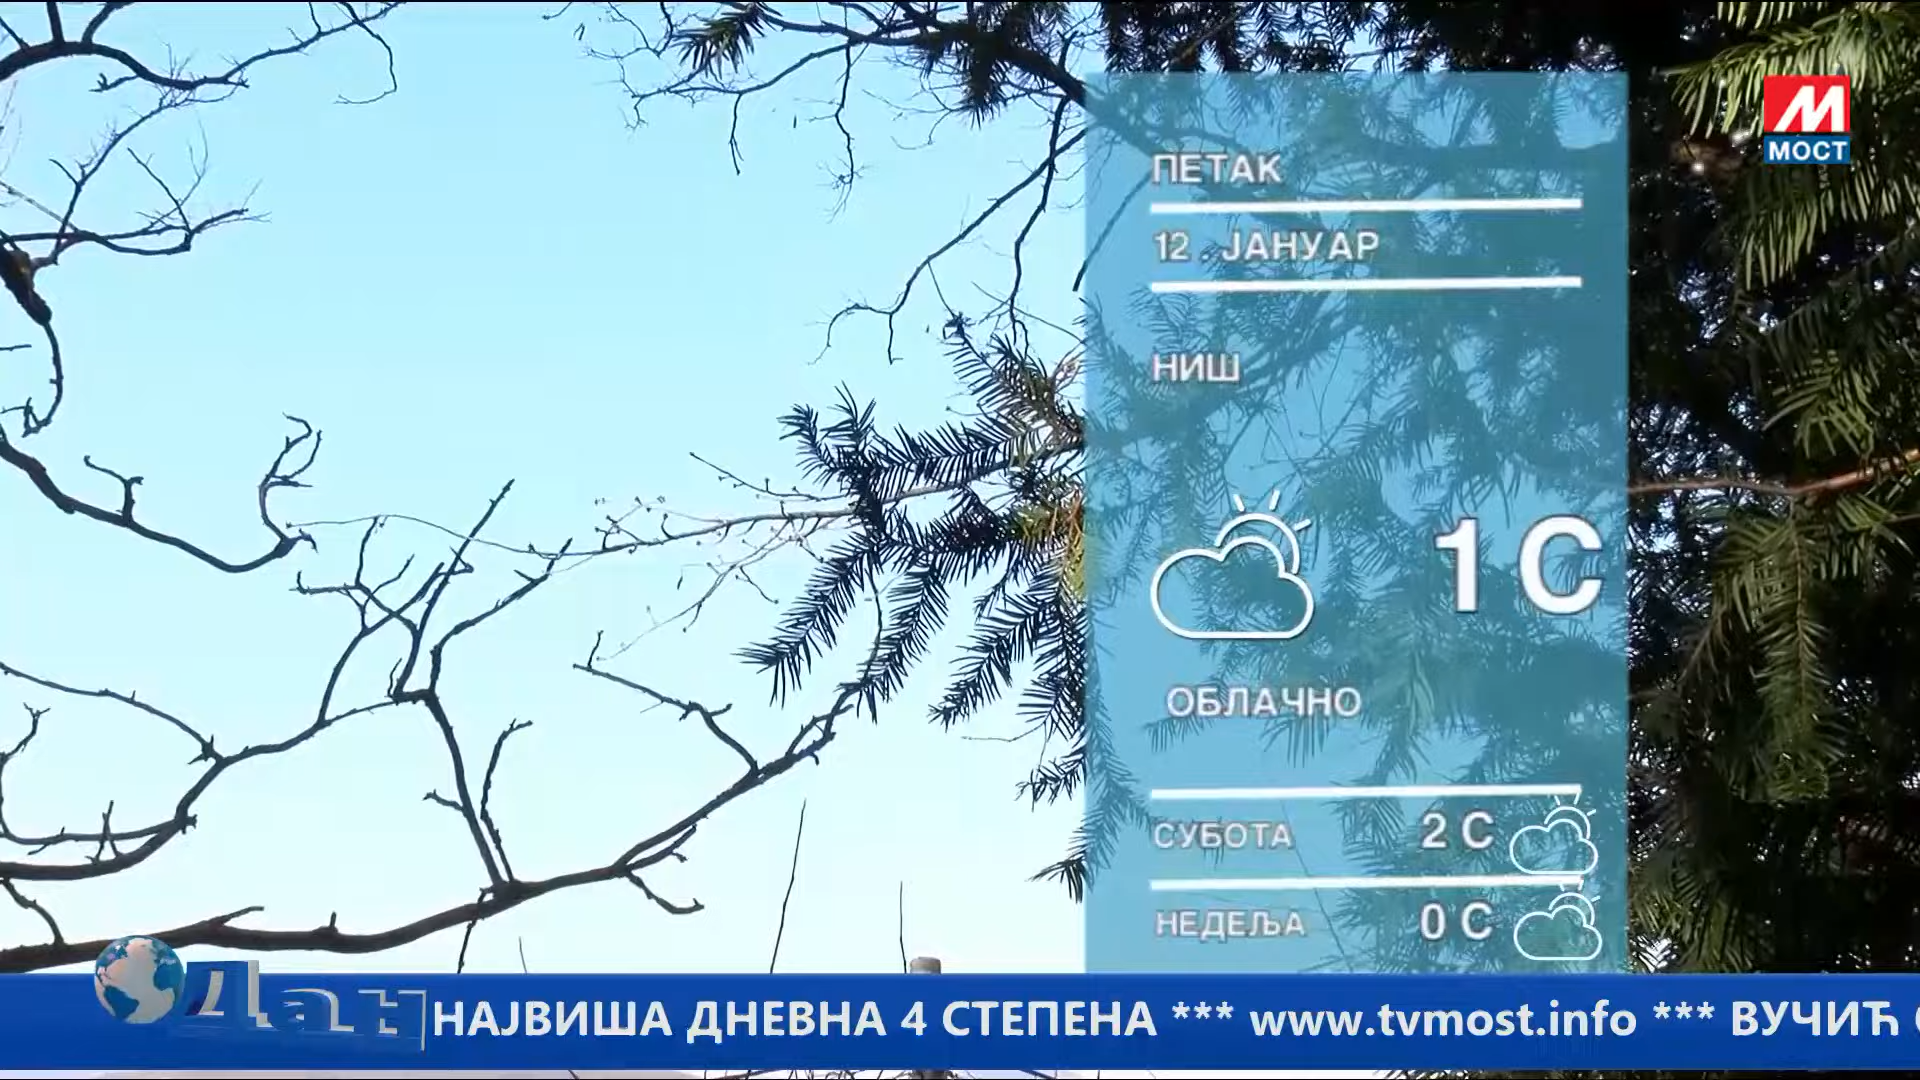 М
МОСТ
ПЕТАК
12 . ЈАНУАР
НИШ
1 C
ОБЛАЧНО
СУБОТА 2 C
НЕДЕЉА 0 C
Дан
НАЈВИША ДНЕВНА 4 СТЕПЕНА *** www.tvmost.info *** ВУЧИЋ